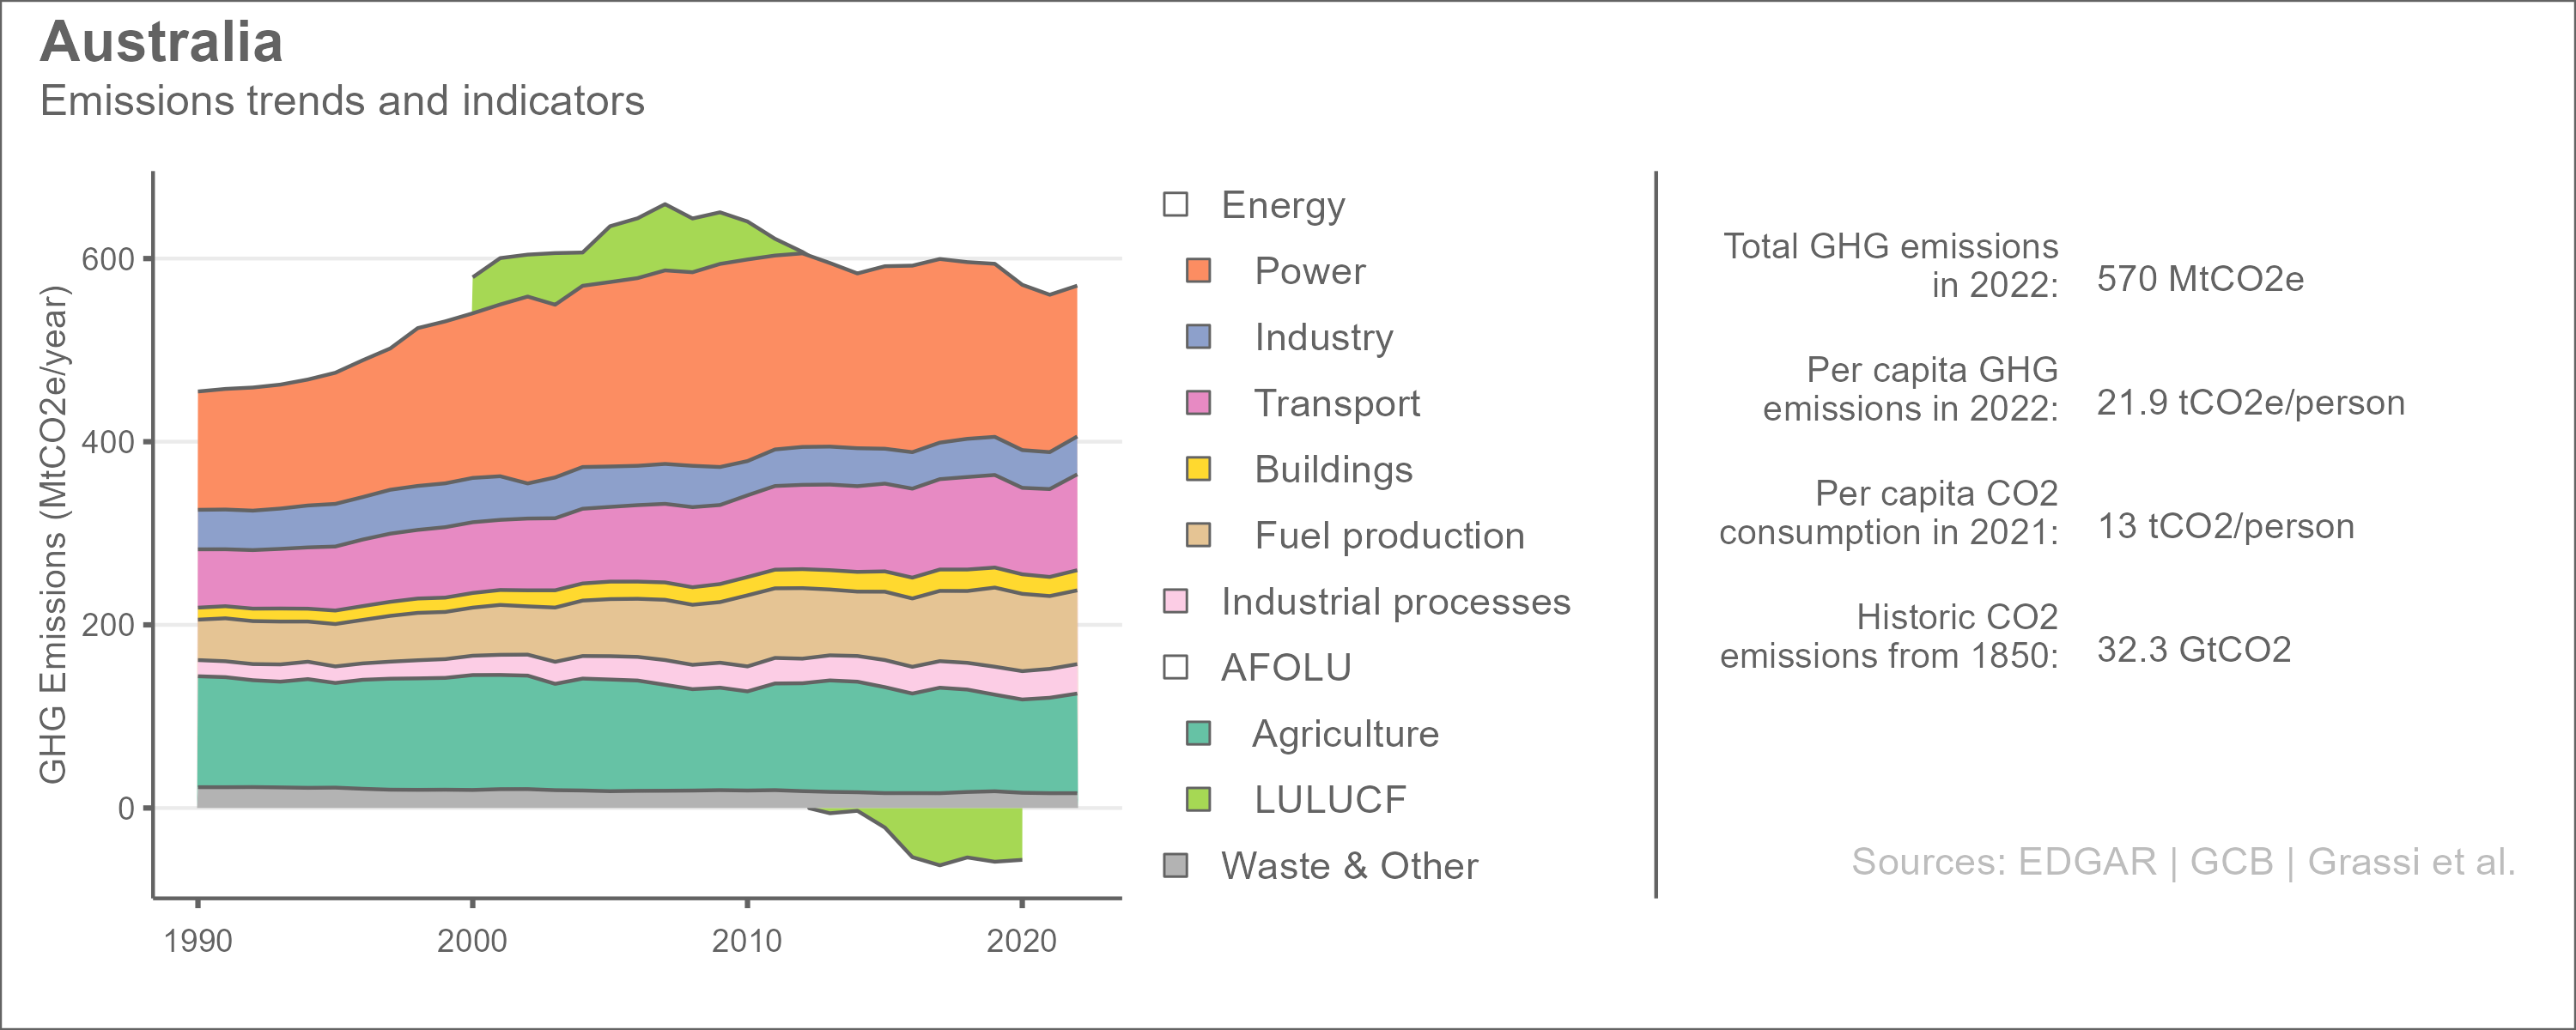 Australia
Emissions trends and indicators
GHG Emissions (MtCO2e/year)
600
400
200
0
1990
2000
2010
2020
Energy
Power
Industry
Transport
Buildings
Fuel production
Industrial processes
AFOLU
Agriculture
LULUCF
Waste & Other
Total GHG emissions
in 2022:
570 MtCO2e
Per capita GHG
emissions in 2022:
21.9 tCO2e/person
Per capita CO2
consumption in 2021:
13 tCO2/person
Historic CO2
emissions from 1850:
32.3 GtCO2
Sources: EDGAR | GCB | Grassi et al.